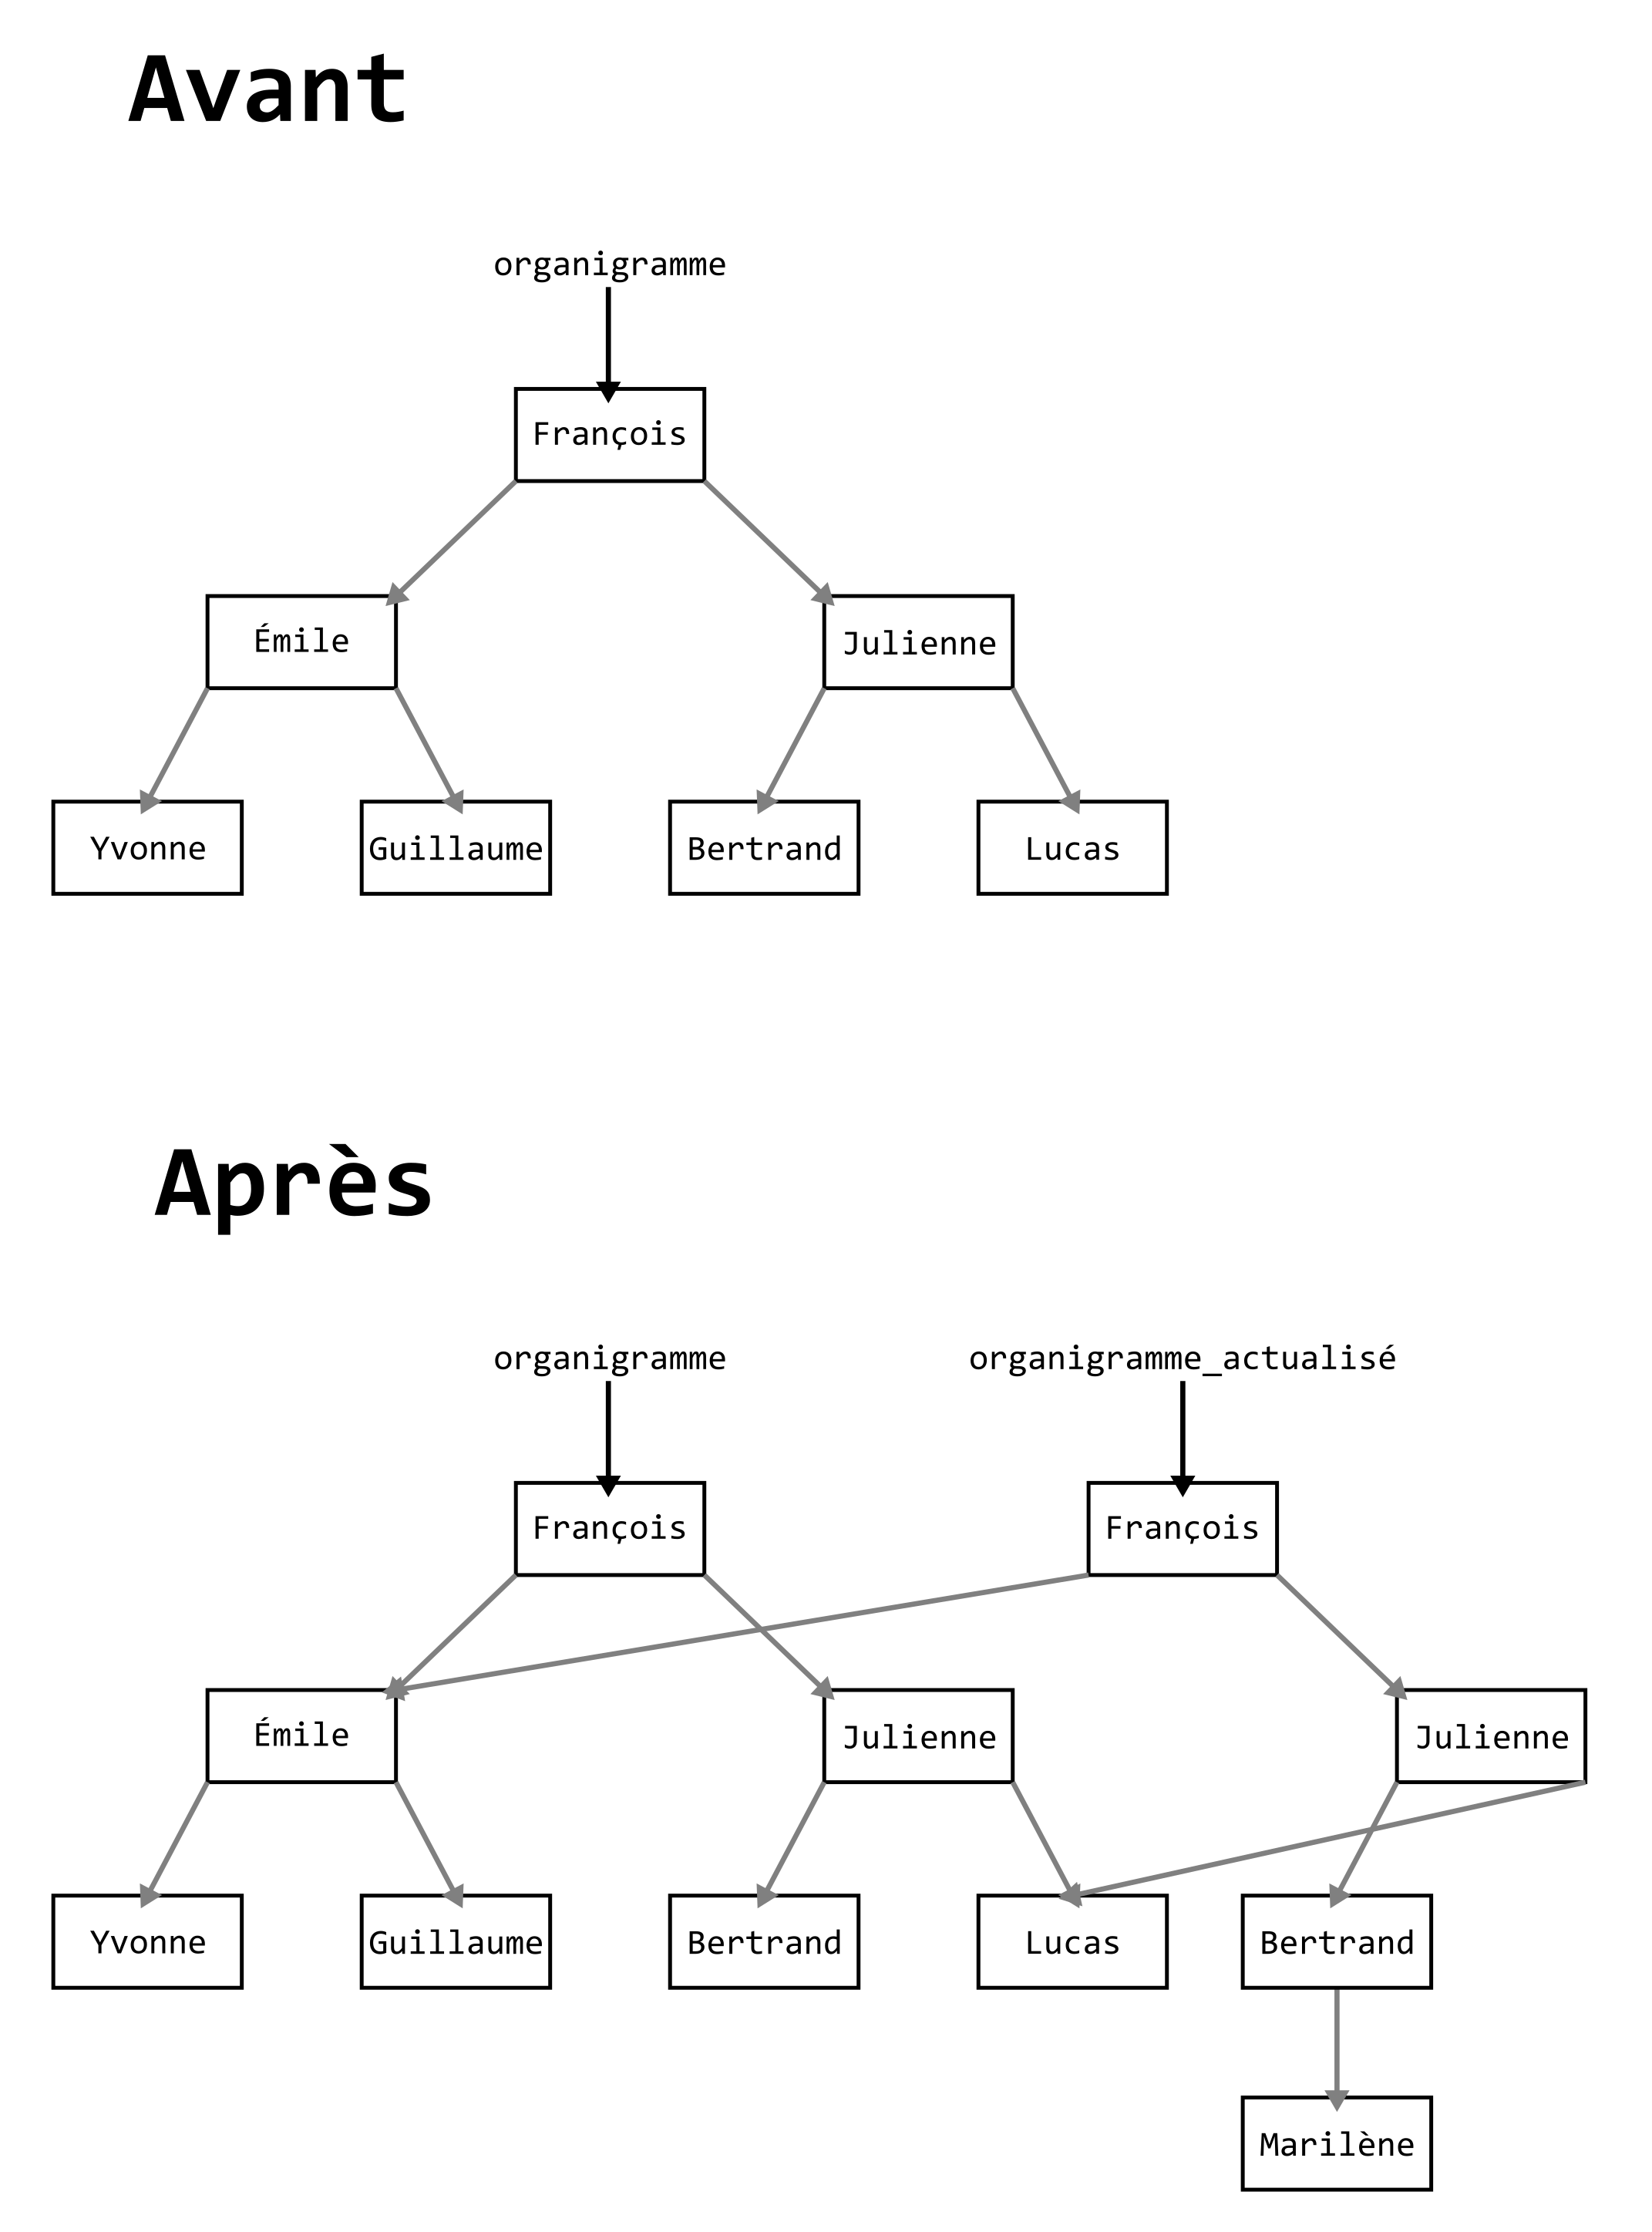 Avant
organigramme
François
Émile
Julienne
Yvonne
Guillaume
Bertrand
Lucas
Après
organigramme
organigramme_actualisé
François
François
Émile
Julienne
Julienne
Yvonne
Guillaume
Bertrand
Lucas
Bertrand
Marilène